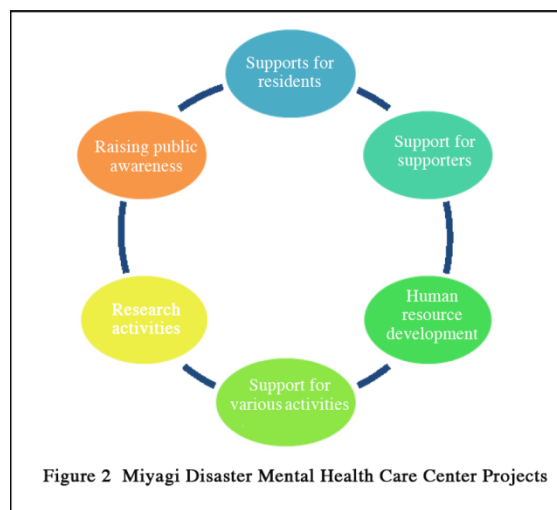 Supports for
residents
Support for
supporters
Human
resource
development
Support for
various activities
Research
activities
Raising public
awareness
Figure 2 Miyagi Disaster Mental Health Care Center Projects